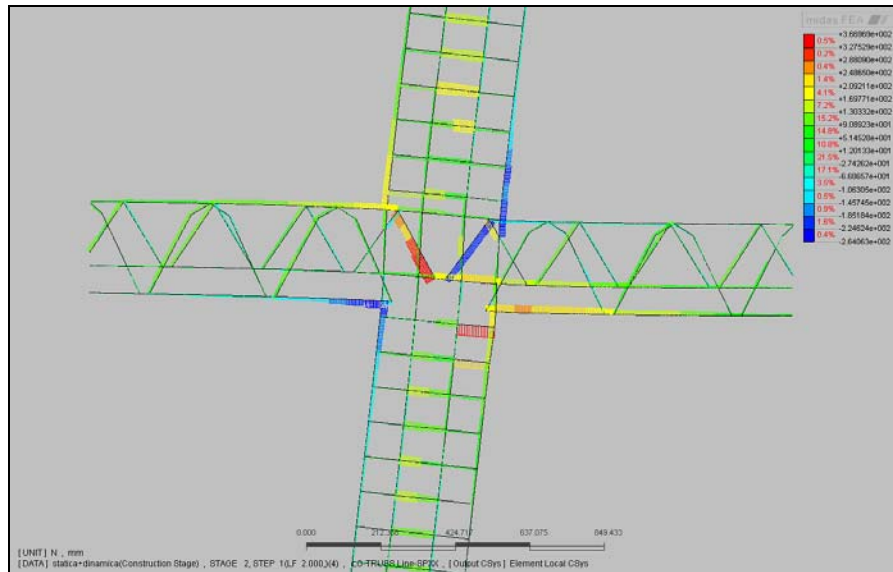 midas FEA
+3.66969e+002
0.5%
+3.27529e+002
0.2%
+2.88090e+002
0.4%
+2.48650e+002
1.4%
+2.09211e+002
4.1%
+1.69771e+002
7.2%
+1.30332e+002
15.2%
+9.08923e+001
14.8%
+5.14528e+001
10.8%
+1.20133e+001
21.5%
-2.74262e+001
17.1%
-6.68657e+001
3.9%
-1.06305e+002
0.5%
-1.45745e+002
0.9%
-1.85184e+002
1.6%
-2.24624e+002
0.4%
-2.64063e+002
0.000
424.717
637.075
849.433
[UNIT] N , mm
[DATA] statica+dinamica(Construction Stage) , STAGE 2, STEP 1(LF 2.000,)(4) , TRUSS Line , [Output CSys] Element Local CSys